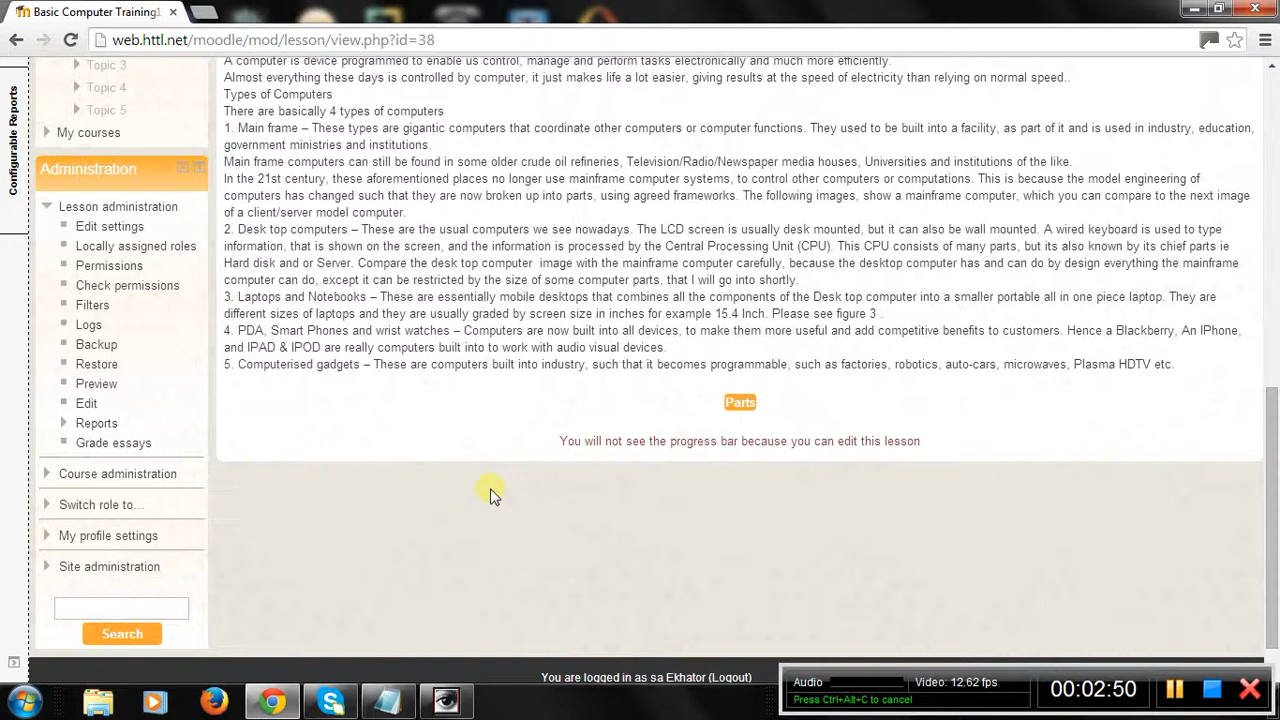 Basic Computer Training1
web.httl.net/moodle/mod/lesson/view.php?id=38
Configurable Reports
Topic 3
Topic 4
Topic 5
My courses
Administration
Lesson administration
Edit settings
Locally assigned roles
Permissions
Check permissions
Filters
Logs
Backup
Restore
Preview
Edit
Reports
Grade essays
Course administration
Switch role to...
My profile settings
Site administration
Search
A computer is device programmed to enable us control, manage and perform tasks electronically and much more efficiently.
Almost everything these days is controlled by computer, it just makes life a lot easier, giving results at the speed of electricity than relying on normal speed..
Types of Computers
There are basically 4 types of computers
1. Main frame – These types are gigantic computers that coordinate other computers or computer functions. They used to be built into a facility, as part of it and is used in industry, education,
government ministries and institutions.
Main frame computers can still be found in some older crude oil refineries, Television/Radio/Newspaper media houses, Universities and institutions of the like.
In the 21st century, these aforementioned places no longer use mainframe computer systems, to control other computers or computations. This is because the model engineering of
computers has changed such that they are now broken up into parts, using agreed frameworks. The following images, show a mainframe computer, which you can compare to the next image
of a client/server model computer.
2. Desk top computers – These are the usual computers we see nowadays. The LCD screen is usually desk mounted, but it can also be wall mounted. A wired keyboard is used to type
information, that is shown on the screen, and the information is processed by the Central Processing Unit (CPU). This CPU consists of many parts, but its also known by its chief parts ie
Hard disk and or Server. Compare the desk top computer image with the mainframe computer carefully, because the desktop computer has and can do by design everything the mainframe
computer can do, except it can be restricted by the size of some computer parts, that I will go into shortly.
3. Laptops and Notebooks – These are essentially mobile desktops that combines all the components of the Desk top computer into a smaller portable all in one piece laptop. They are
different sizes of laptops and they are usually graded by screen size in inches for example 15.4 Inch. Please see figure 3 .
4. PDA, Smart Phones and wrist watches – Computers are now built into all devices, to make them more useful and add competitive benefits to customers. Hence a Blackberry, An IPhone,
and IPAD & IPOD are really computers built into to work with audio visual devices.
5. Computerised gadgets – These are computers built into industry, such that it becomes programmable, such as factories, robotics, auto-cars, microwaves, Plasma HDTV etc.
Parts
You will not see the progress bar because you can edit this lesson
You are logged in as sa Ekhator (Logout)
Audio
Video: 12.62 fps
Press Ctrl+Alt+C to cancel
00:02:50